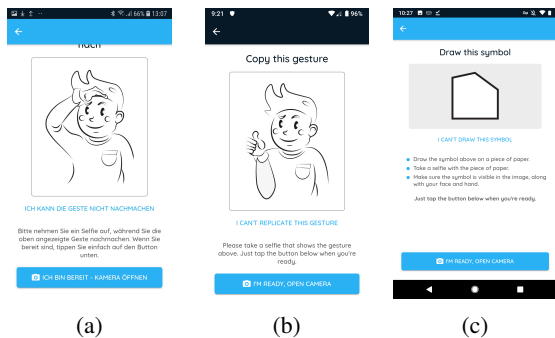 13:07
66%
nach
ICH KANN DIE GESTE NICHT NACHMACHEN
Bitte nehmen Sie ein Selfie auf, während Sie die
oben angezeigte Geste nachmachen. Wenn Sie
bereit sind, tippen Sie einfach auf den Button
unten.
ICH BIN BEREIT - KAMERA ÖFFNEN
(a)
9:21
96%
Copy this gesture
I CAN'T REPLICATE THIS GESTURE
Please take a selfie that shows the gesture
above. Just tap the button below when you're
ready.
I'M READY, OPEN CAMERA
(b)
10:27
Draw this symbol
I CAN'T DRAW THIS SYMBOL
Draw the symbol above on a piece of paper.
Take a selfie with the piece of paper.
Make sure the symbol is visible in the image, along
with your face and hand.
Just tap the button below when you're ready.
I'M READY, OPEN CAMERA
(c)